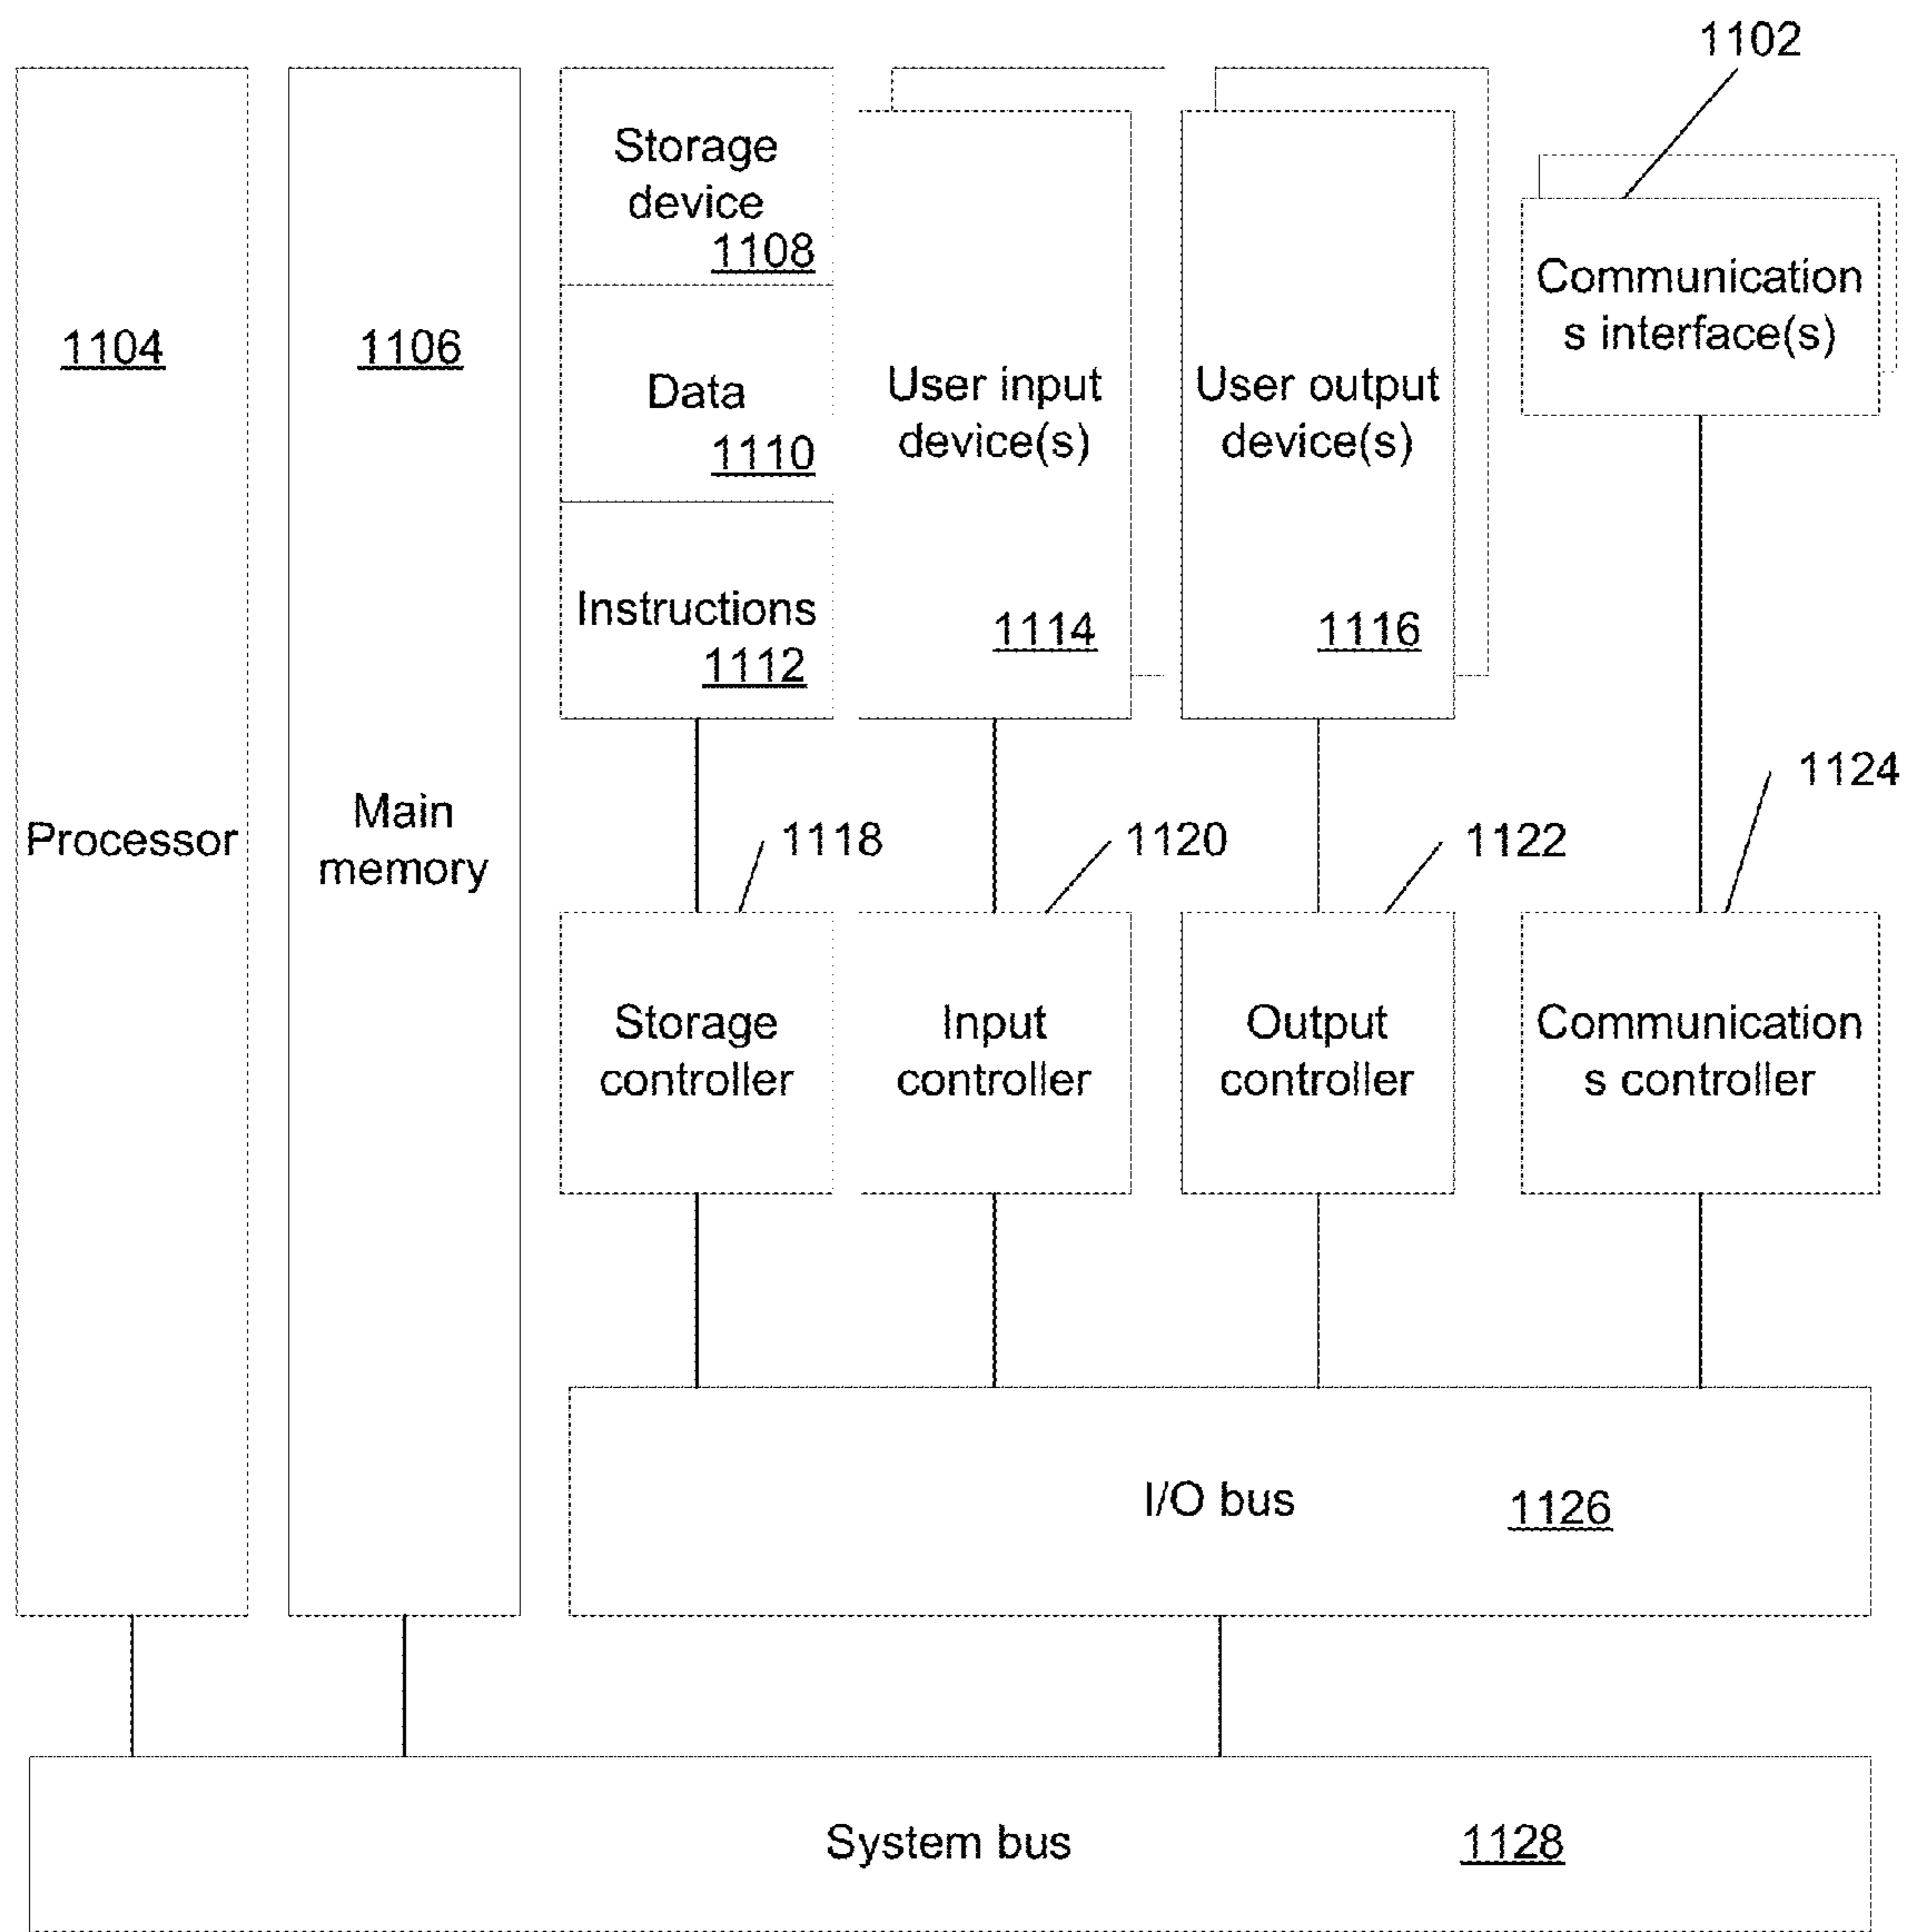 1102
Storage
device
1108
Communication
s interface(s)
1104
1106
Data
1110
User input
device(s)
User output
device(s)
Instructions
1112
1114
1116
1124
Processor
Main
memory
1118
1120
1122
Storage
controller
Input
controller
Output
controller
Communication
s controller
I/O bus
1126
System bus
1128